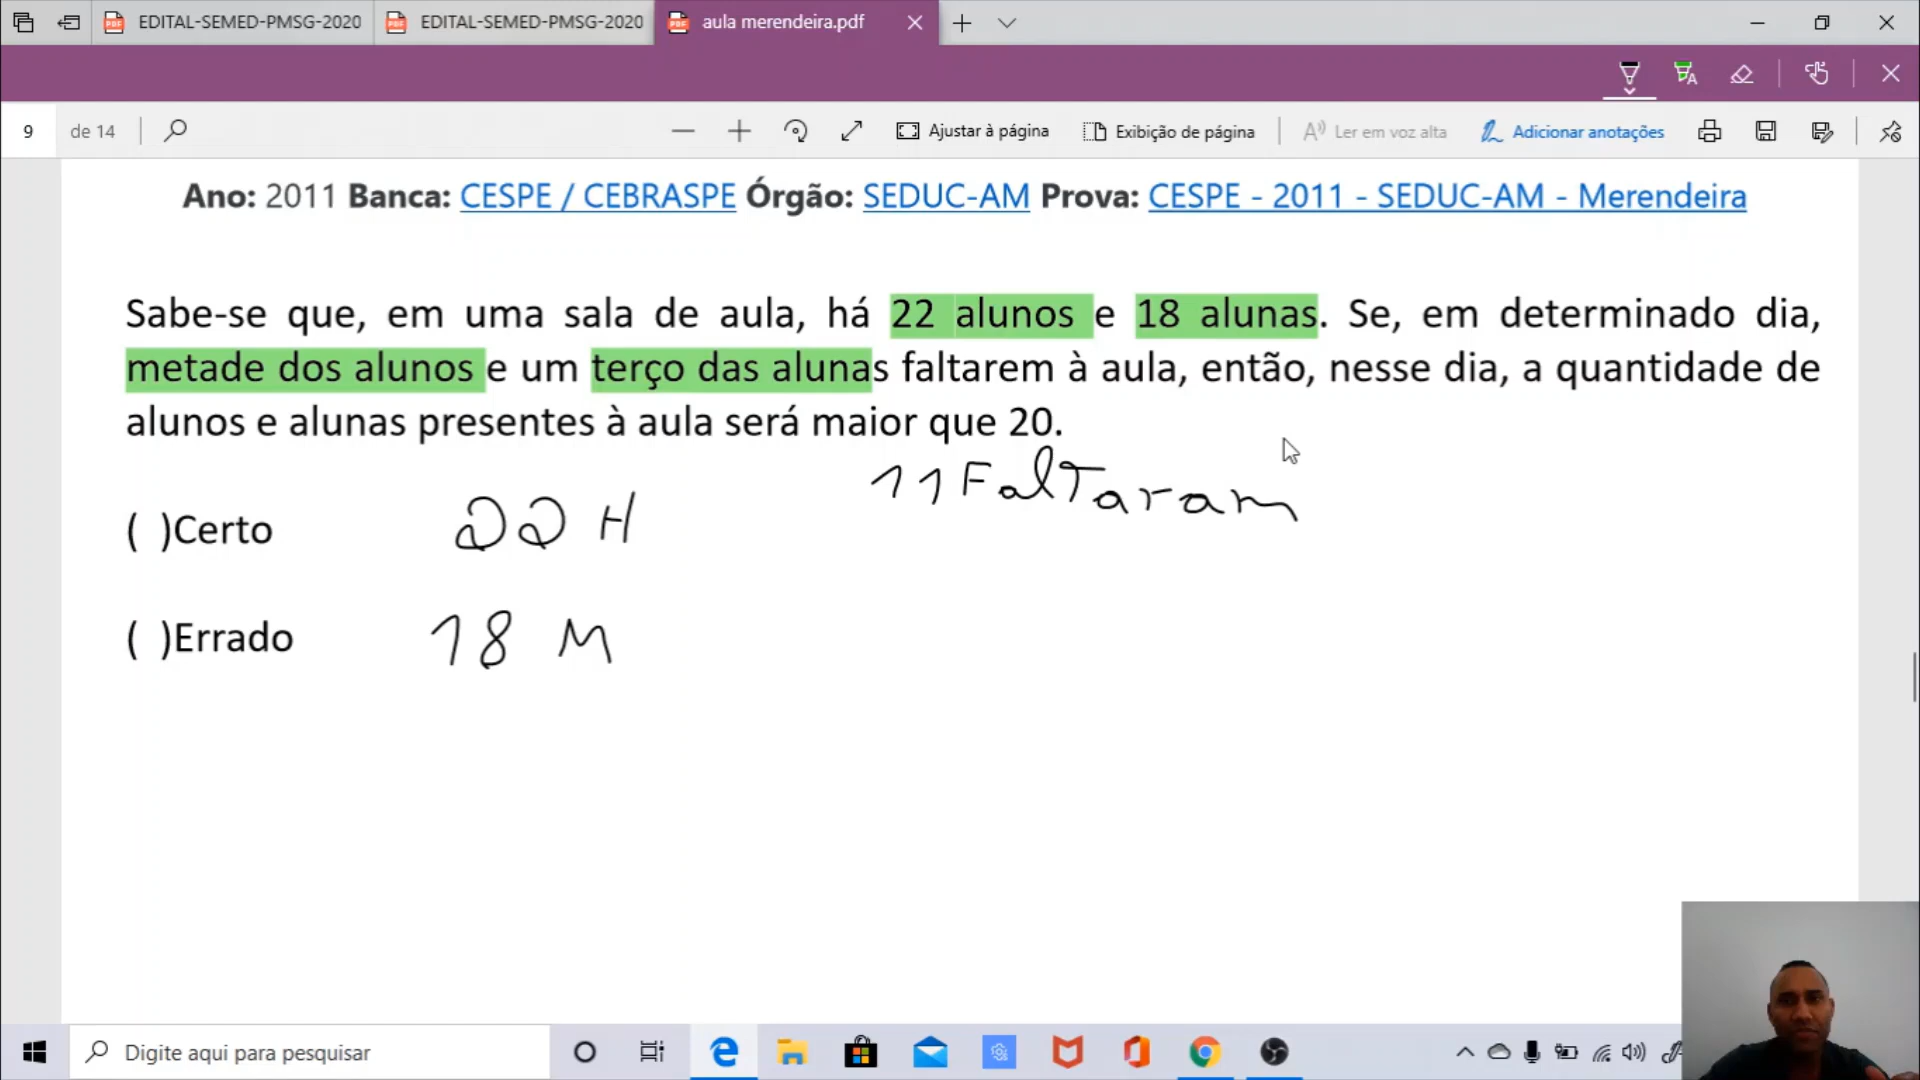 EDITAL-SEMED-PMSG-2020
EDITAL-SEMED-PMSG-2020
aula merendeira.pdf
9 de 14
Ajustar à página
Exibição de página
Ler em voz alta
Adicionar anotações
Ano: 2011 Banca: CESPE / CEBRASPE Órgão: SEDUC-AM Prova: CESPE - 2011 - SEDUC-AM - Merendeira
Sabe-se que, em uma sala de aula, há 22 alunos e 18 alunas. Se, em determinado dia,
metade dos alunos e um terço das alunas faltarem à aula, então, nesse dia, a quantidade de
alunos e alunas presentes à aula será maior que 20.
11 Faltaram
( )Certo
22 H
( )Errado
18 M
Digite aqui para pesquisar